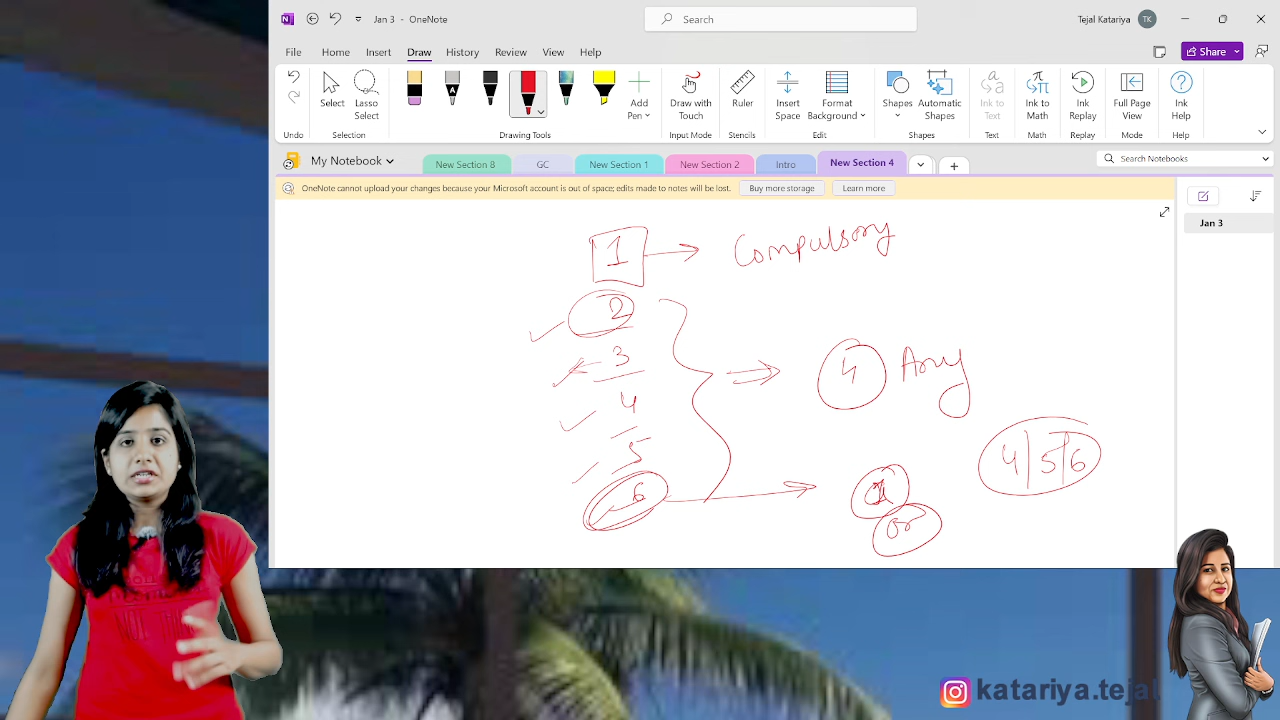 Jan 3 - OneNote
Search
Tejal Katariya TK
File Home Insert Draw History Review View Help
Share
Undo
Select
Lasso Select
Selection
A
Add Pen
Drawing Tools
Draw with Touch
Input Mode
Ruler
Stencils
Insert Space
Format Background
Edit
Shapes
Automatic Shapes
Shapes
Ink to Text
Text
Ink to Math
Math
Ink Replay
Replay
Full Page View
Mode
Ink Help
Help
My Notebook
New Section 8 GC New Section 1 New Section 2 Intro New Section 4
Search Notebooks
OneNote cannot upload your changes because your Microsoft account is out of space; edits made to notes will be lost. Buy more storage Learn more
Jan 3
1 Compulsory
2
3
4 Any
4
5
4 5 6
6
or
katariya.tejal